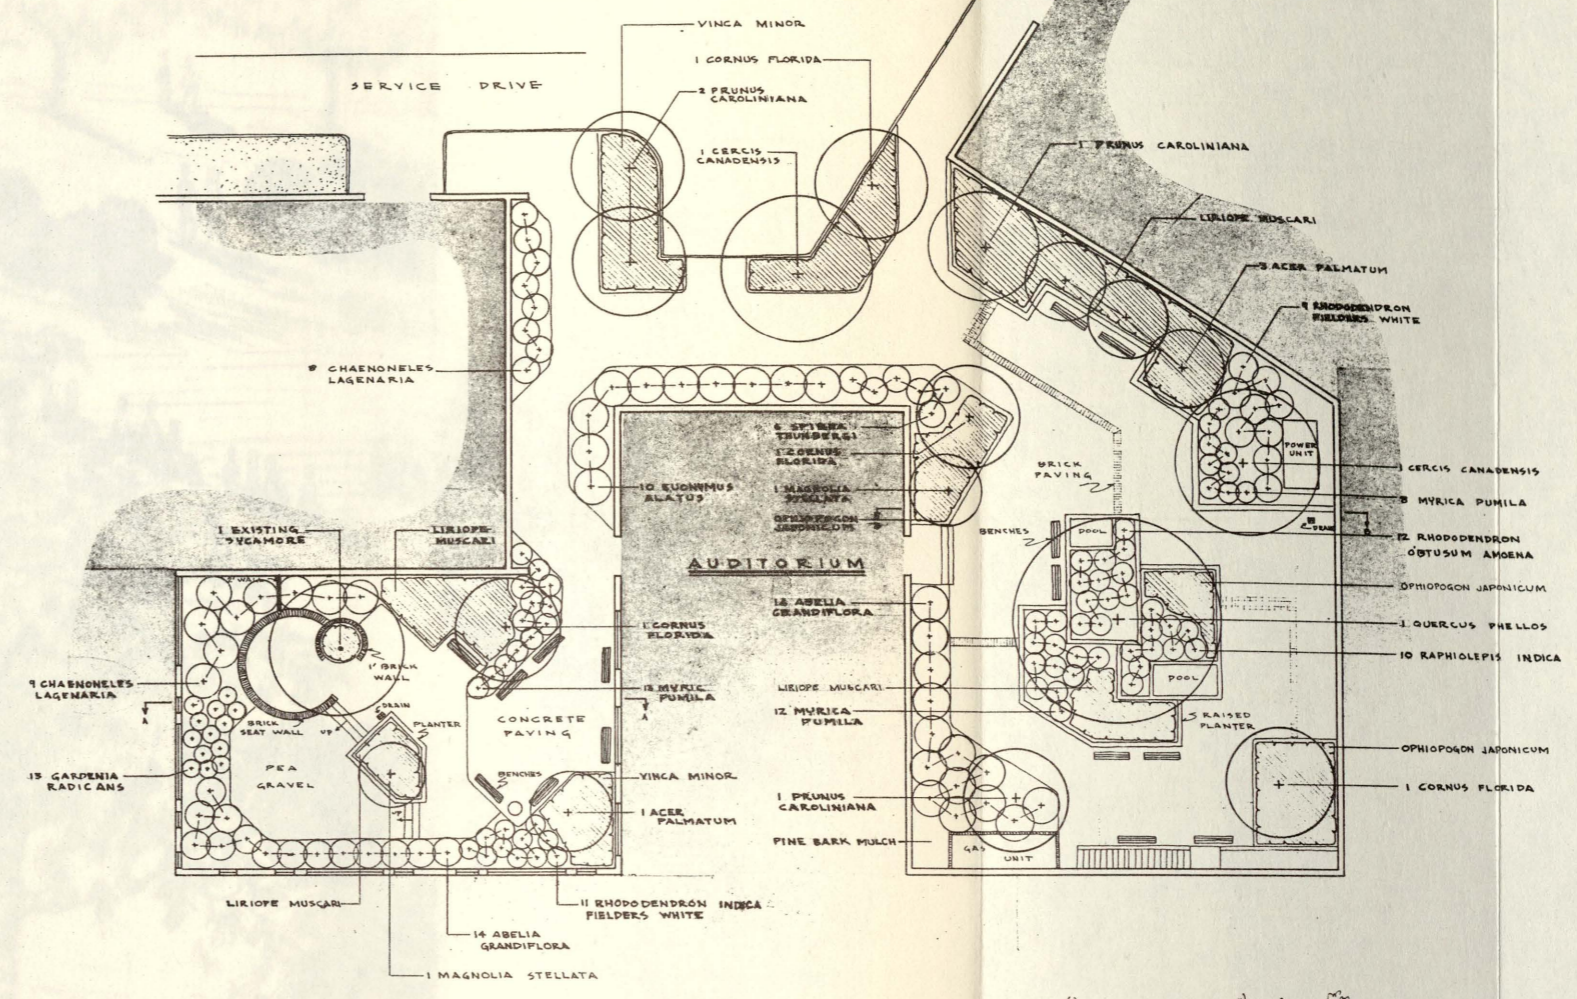 VINCA MINOR
1 CORNUS FLORIDA
SERVICE DRIVE
2 PRUNUS
CAROLINIANA
1 CERCIS
CANADENSIS
1 PRUNUS CAROLINIANA
LIRIOPE MUSCARI
3 ACER PALMATUM
9 RHODODENDRON
FIELDERS WHITE
8 CHAENONELES
LAGENARIA
6 SPIREA
THUNBERGI
1 CORNUS
FLORIDA
POWER
UNIT
BRICK
PAVING
1 CERCIS CANADENSIS
10 EUONYMUS
ALATUS
1 MAGNOLIA
STELLATA
8 MYRICA PUMILA
OPHIOPOGON
JAPONICUM
DRAIN
1 EXISTING
SYCAMORE
LIRIOPE
MUSCARI
BENCHES
POOL
12 RHODODENDRON
OBTUSUM AMOENA
AUDITORIUM
WALL
OPHIOPOGON JAPONICUM
14 ABELIA
GRANDIFLORA
1 CORNUS
FLORIDA
1 QUERCUS PHELLOS
1' BRICK
WALL
10 RAPHIOLEPIS INDICA
9 CHAENONELES
LAGENARIA
13 MYRIC
PUMILA
LIRIOPE MUSCARI
POOL
A
A
DRAIN
12 MYRICA
PUMILA
BRICK
SEAT WALL
UP
PLANTER
CONCRETE
PAVING
RAISED
PLANTER
OPHIOPOGON JAPONICUM
13 GARDENIA
RADICANS
PEA
GRAVEL
BENCHES
VINCA MINOR
1 CORNUS FLORIDA
1 PRUNUS
CAROLINIANA
1 ACER
PALMATUM
PINE BARK MULCH
GAS
UNIT
LIRIOPE MUSCARI
11 RHODODENDRON INDICA
FIELDERS WHITE
14 ABELIA
GRANDIFLORA
1 MAGNOLIA STELLATA